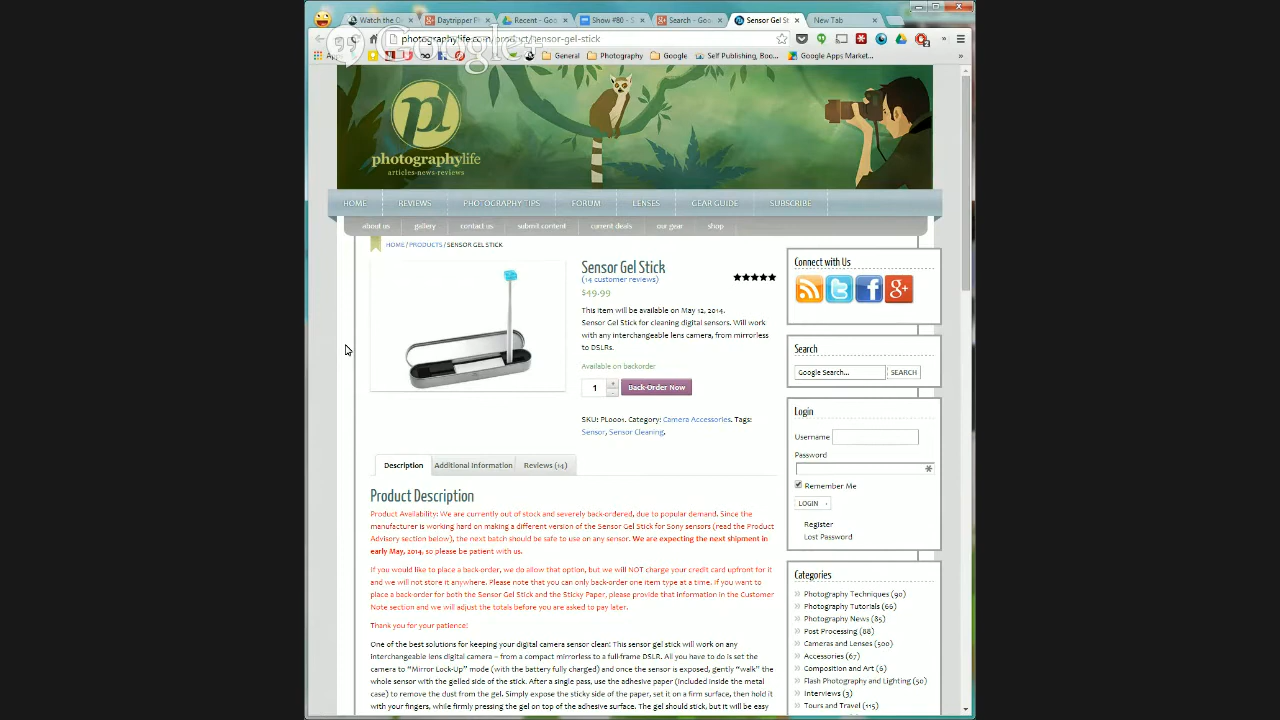 Watch the O
Daytripper P
Recent - Goo
Show #80 - S
Search - Goo
Sensor Gel St
New Tab
Google+
photographylife.com/product/sensor-gel-stick
General
Photography
Google
Self Publishing, Boo...
Google Apps Market...
pl
photographylife
articles-news-reviews
HOME
REVIEWS
PHOTOGRAPHY TIPS
FORUM
LENSES
GEAR GUIDE
SUBSCRIBE
about us
gallery
contact us
submit content
current deals
our gear
shop
HOME / PRODUCTS / SENSOR GEL STICK
Sensor Gel Stick
(14 customer reviews)
$49.99
This item will be available on May 12, 2014.
Sensor Gel Stick for cleaning digital sensors. Will work
with any interchangeable lens camera, from mirrorless
to DSLRs.
Available on backorder
1
Back-Order Now
SKU: PL0001. Category: Camera Accessories. Tags:
Sensor, Sensor Cleaning.
Description
Additional Information
Reviews (14)
Product Description
Product Availability: We are currently out of stock and severely back-ordered, due to popular demand. Since the
manufacturer is working hard on making a different version of the Sensor Gel Stick for Sony sensors (read the Product
Advisory section below), the next batch should be safe to use on any sensor. We are expecting the next shipment in
early May, 2014, so please be patient with us.
If you would like to place a back-order, we do allow that option, but we will NOT charge your credit card upfront for it
and we will not store it anywhere. Please note that you can only back-order one item type at a time. If you want to
place a back-order for both the Sensor Gel Stick and the Sticky Paper, please provide that information in the Customer
Note section and we will adjust the totals before you are asked to pay later.
Thank you for your patience!
One of the best solutions for keeping your digital camera sensor clean! This sensor gel stick will work on any
interchangeable lens digital camera – from a compact mirrorless to a full-frame DSLR. All you have to do is set the
camera to "Mirror Lock-Up" mode (with the battery fully charged) and once the sensor is exposed, gently "walk" the
whole sensor with the gelled side of the stick. After a single pass, use the adhesive paper (included inside the metal
case) to remove the dust from the gel. Simply expose the sticky side of the paper, set it on a firm surface, then hold it
with your fingers, while firmly pressing the gel on top of the adhesive surface. The gel should stick, but it will be easy
Connect with Us
Search
Google Search...
SEARCH
Login
Username
Password
Remember Me
LOGIN
Register
Lost Password
Categories
Photography Techniques (90)
Photography Tutorials (66)
Photography News (85)
Post Processing (88)
Cameras and Lenses (500)
Accessories (67)
Composition and Art (6)
Flash Photography and Lighting (50)
Interviews (3)
Tours and Travel (115)